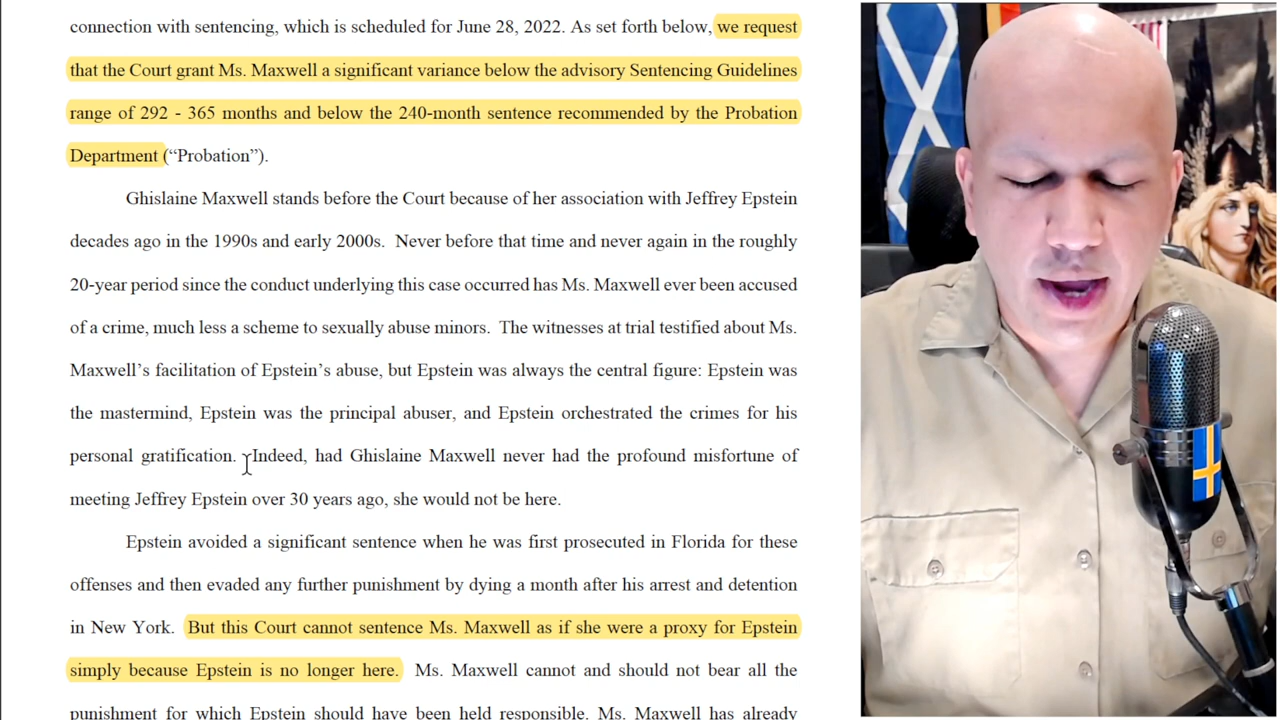 connection with sentencing, which is scheduled for June 28, 2022. As set forth below, we request
that the Court grant Ms. Maxwell a significant variance below the advisory Sentencing Guidelines
range of 292 - 365 months and below the 240-month sentence recommended by the Probation
Department (“Probation”).
Ghislaine Maxwell stands before the Court because of her association with Jeffrey Epstein
decades ago in the 1990s and early 2000s. Never before that time and never again in the roughly
20-year period since the conduct underlying this case occurred has Ms. Maxwell ever been accused
of a crime, much less a scheme to sexually abuse minors. The witnesses at trial testified about Ms.
Maxwell’s facilitation of Epstein’s abuse, but Epstein was always the central figure: Epstein was
the mastermind, Epstein was the principal abuser, and Epstein orchestrated the crimes for his
personal gratification. Indeed, had Ghislaine Maxwell never had the profound misfortune of
meeting Jeffrey Epstein over 30 years ago, she would not be here.
Epstein avoided a significant sentence when he was first prosecuted in Florida for these
offenses and then evaded any further punishment by dying a month after his arrest and detention
in New York. But this Court cannot sentence Ms. Maxwell as if she were a proxy for Epstein
simply because Epstein is no longer here. Ms. Maxwell cannot and should not bear all the
punishment for which Epstein should have been held responsible. Ms. Maxwell has already